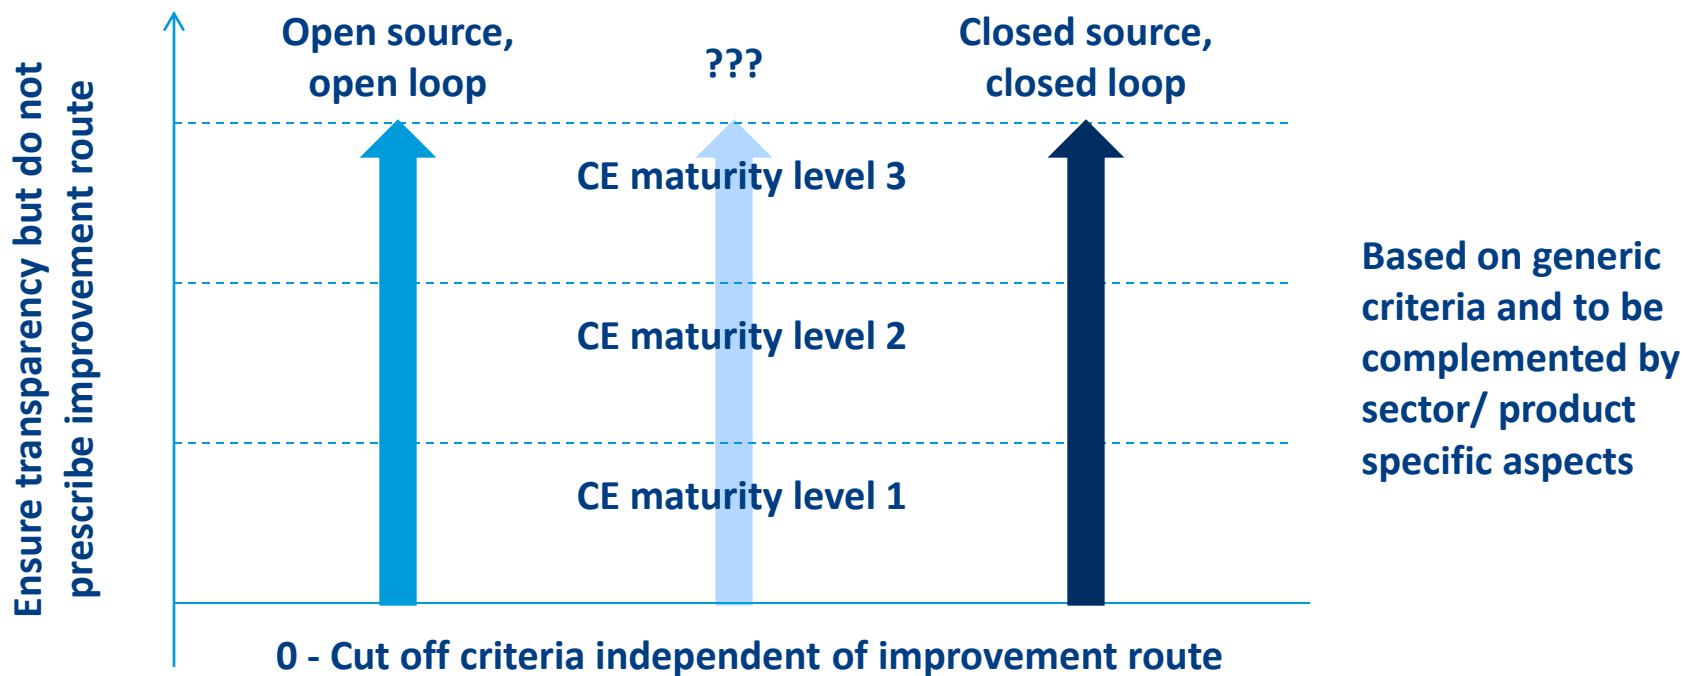 Ensure transparency but do not
prescribe improvement route
Open source,
open loop
???
Closed source,
closed loop
CE maturity level 3
CE maturity level 2
CE maturity level 1
0 - Cut off criteria independent of improvement route
Based on generic
criteria and to be
complemented by
sector/ product
specific aspects